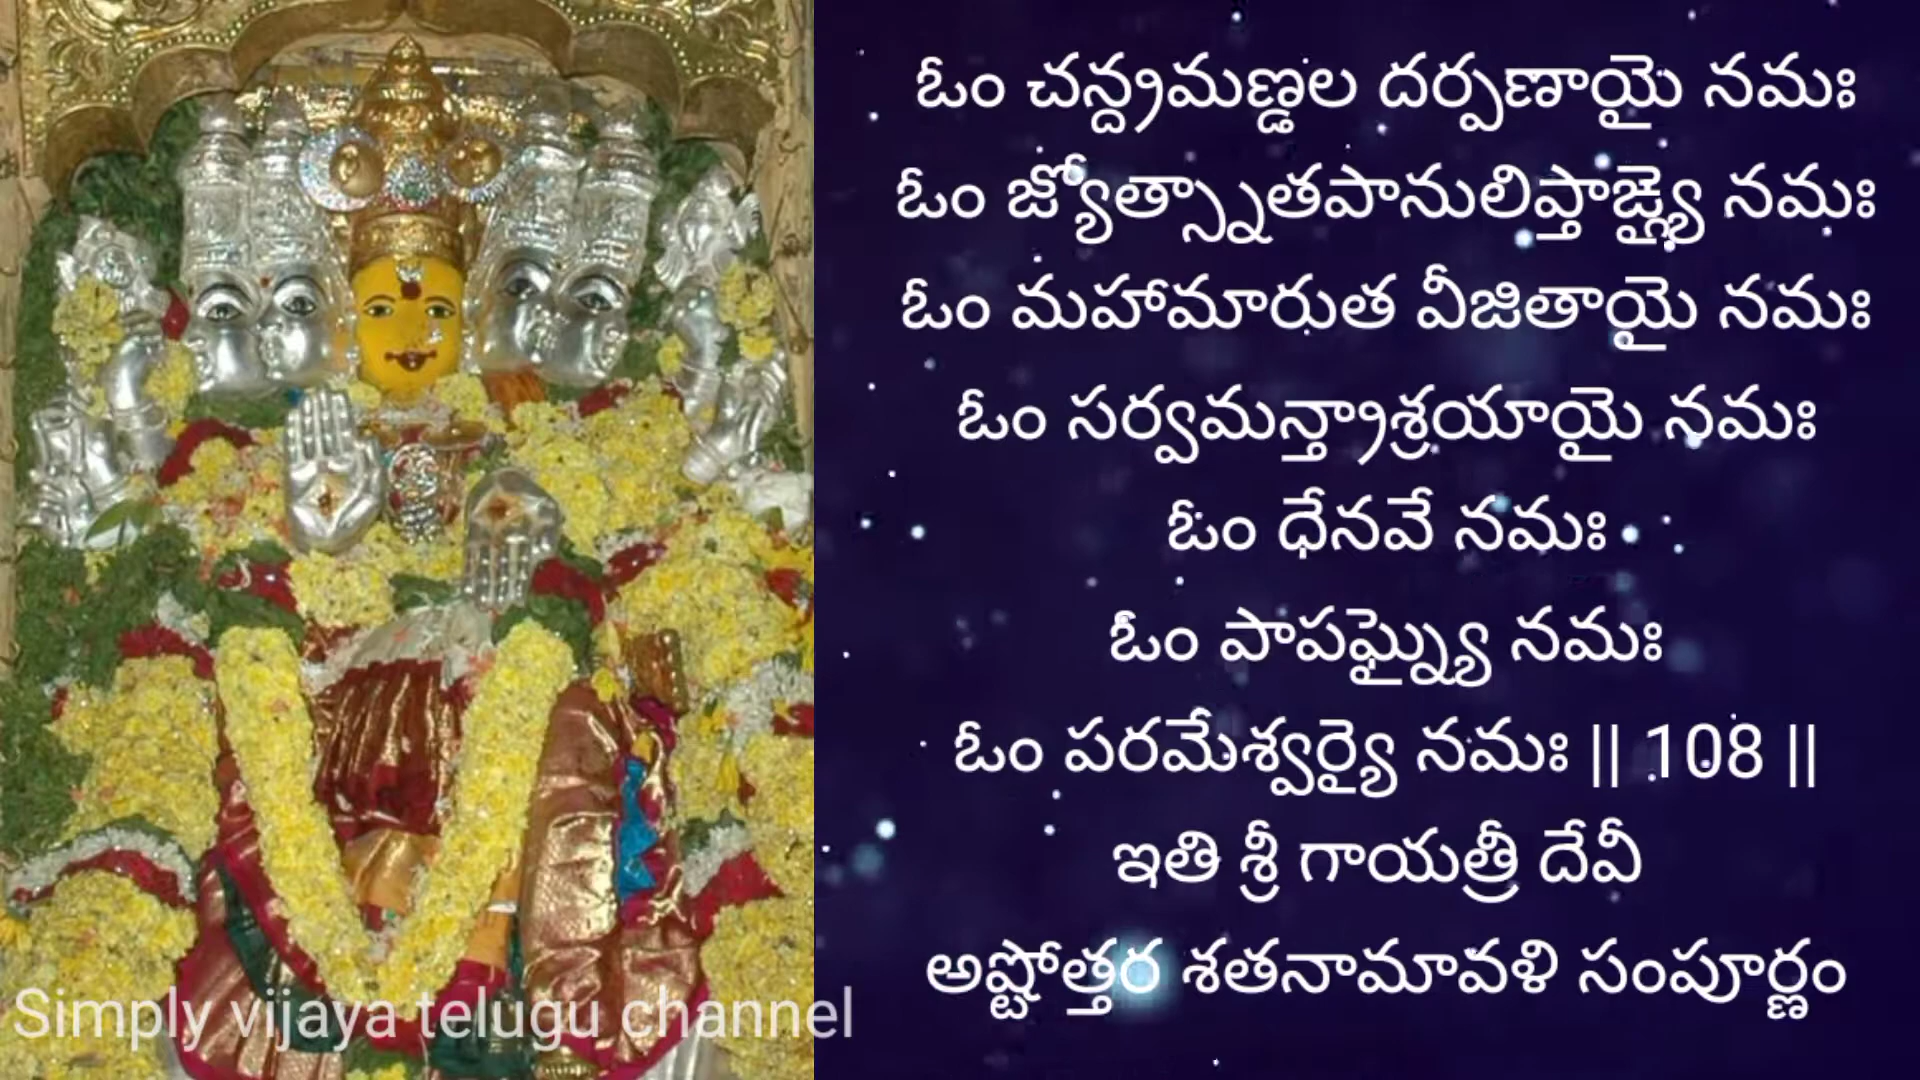 ఓం చన్ద్రమణ్డల దర్పణాయై నమః
ఓం జ్యోత్స్నాతపానులిప్తాఙ్గ్యై నమః
ఓం మహామారుత వీజితాయై నమః
ఓం సర్వమన్త్రాశ్రయాయై నమః
ఓం ధేనవే నమః
ఓం పాపఘ్న్యై నమః
ఓం పరమేశ్వర్యై నమః || 108 ||
ఇతి శ్రీ గాయత్రీ దేవీ
అష్టోత్తర శతనామావళి సంపూర్ణం
Simply vijaya telugu channel